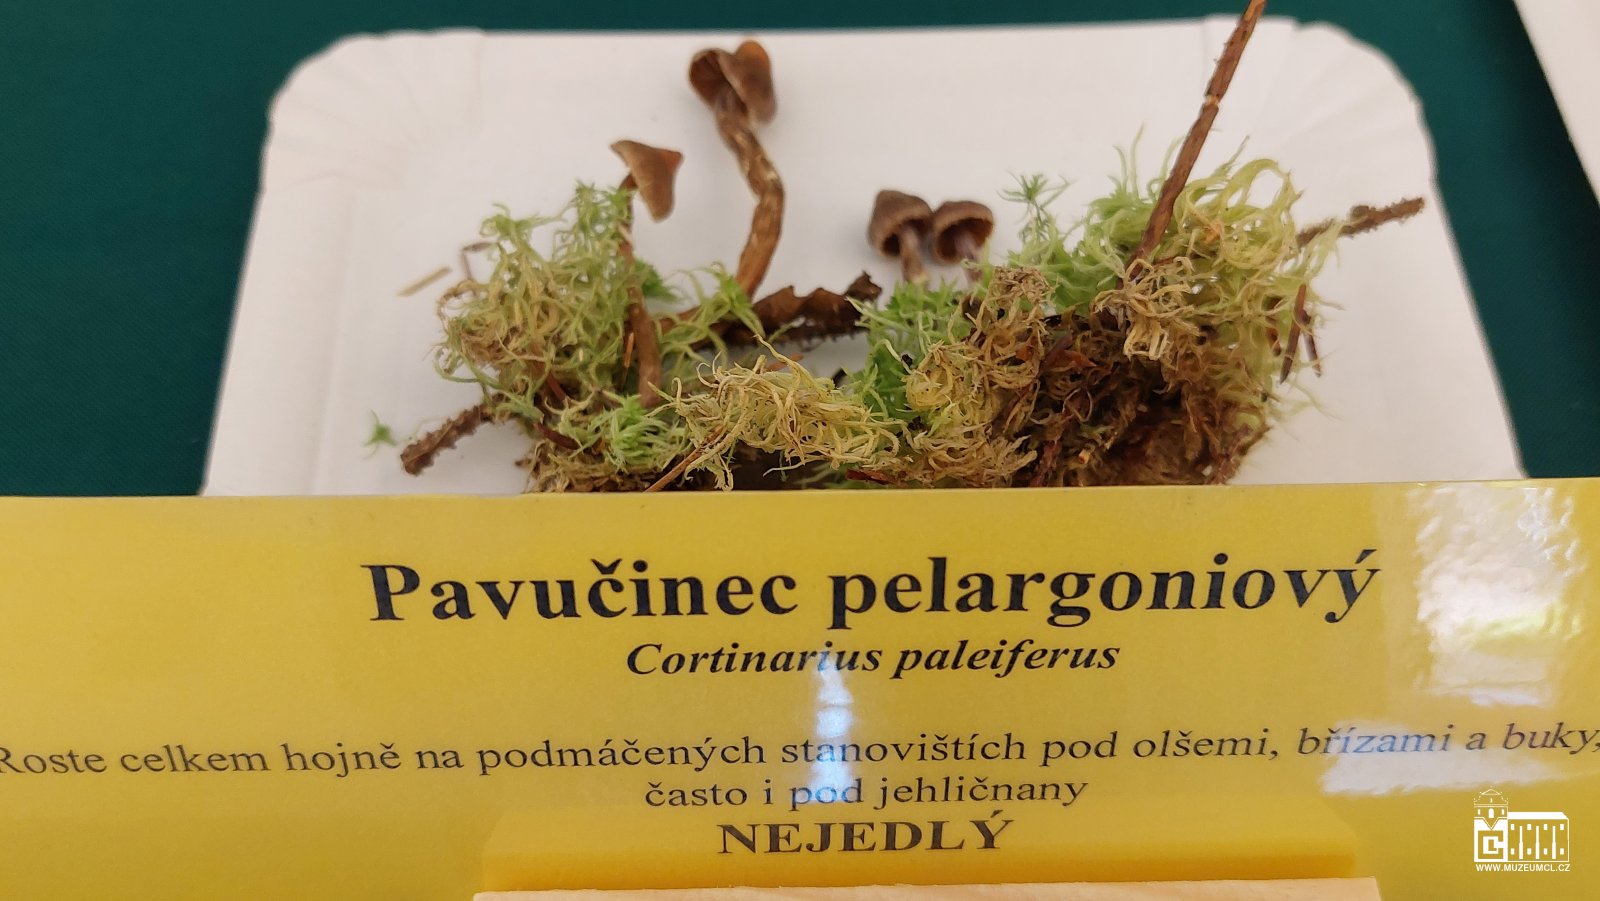 Pavučinec pelargoniový
Cortinarius paleiferus
Roste celkem hojně na podmáčených stanovištích pod olšemi, břízami a buky,
často i pod jehličnany
NEJEDLÝ
WWW.MUZEUMCL.CZ